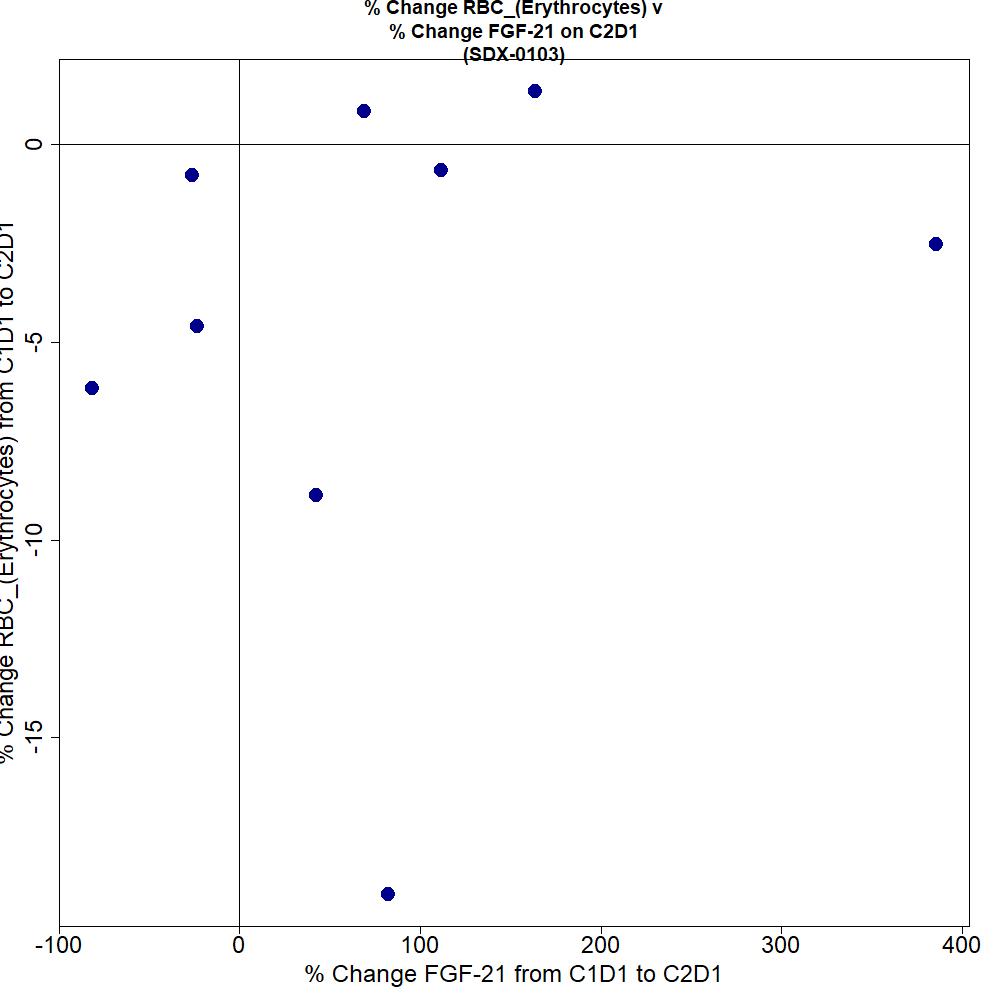 % Change RBC_(Erythrocytes) v
% Change FGF-21 on C2D1
(SDX-0103)
% Change RBC_(Erythrocytes) from C1D1 to C2D1
0
-5
-10
-15
-100
0
100
200
300
400
% Change FGF-21 from C1D1 to C2D1